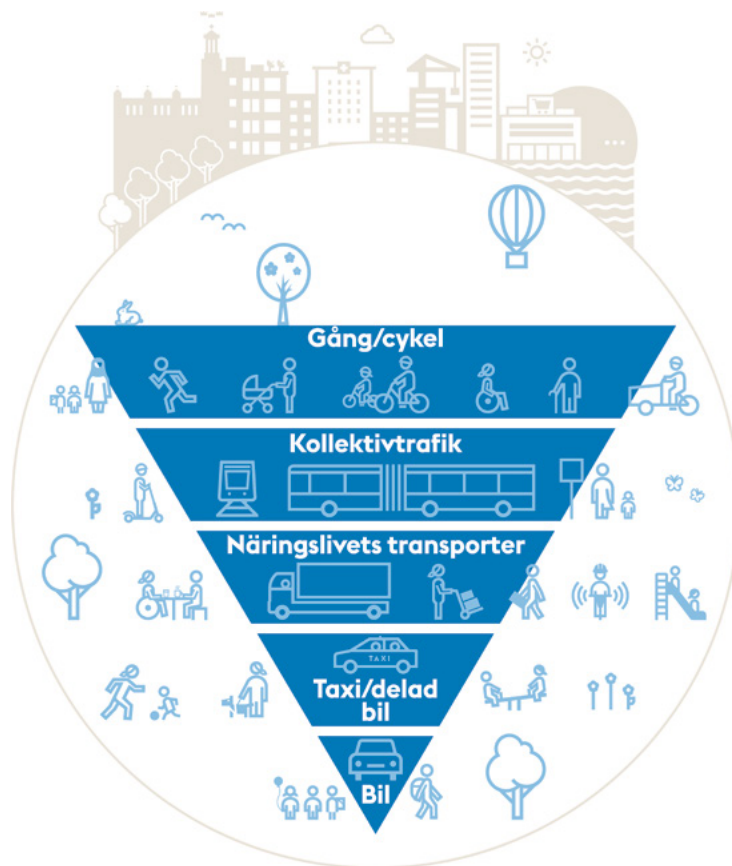 Gång/cykel
Kollektivtrafik
Näringslivets transporter
TAXI
Taxi/delad
bil
Bil